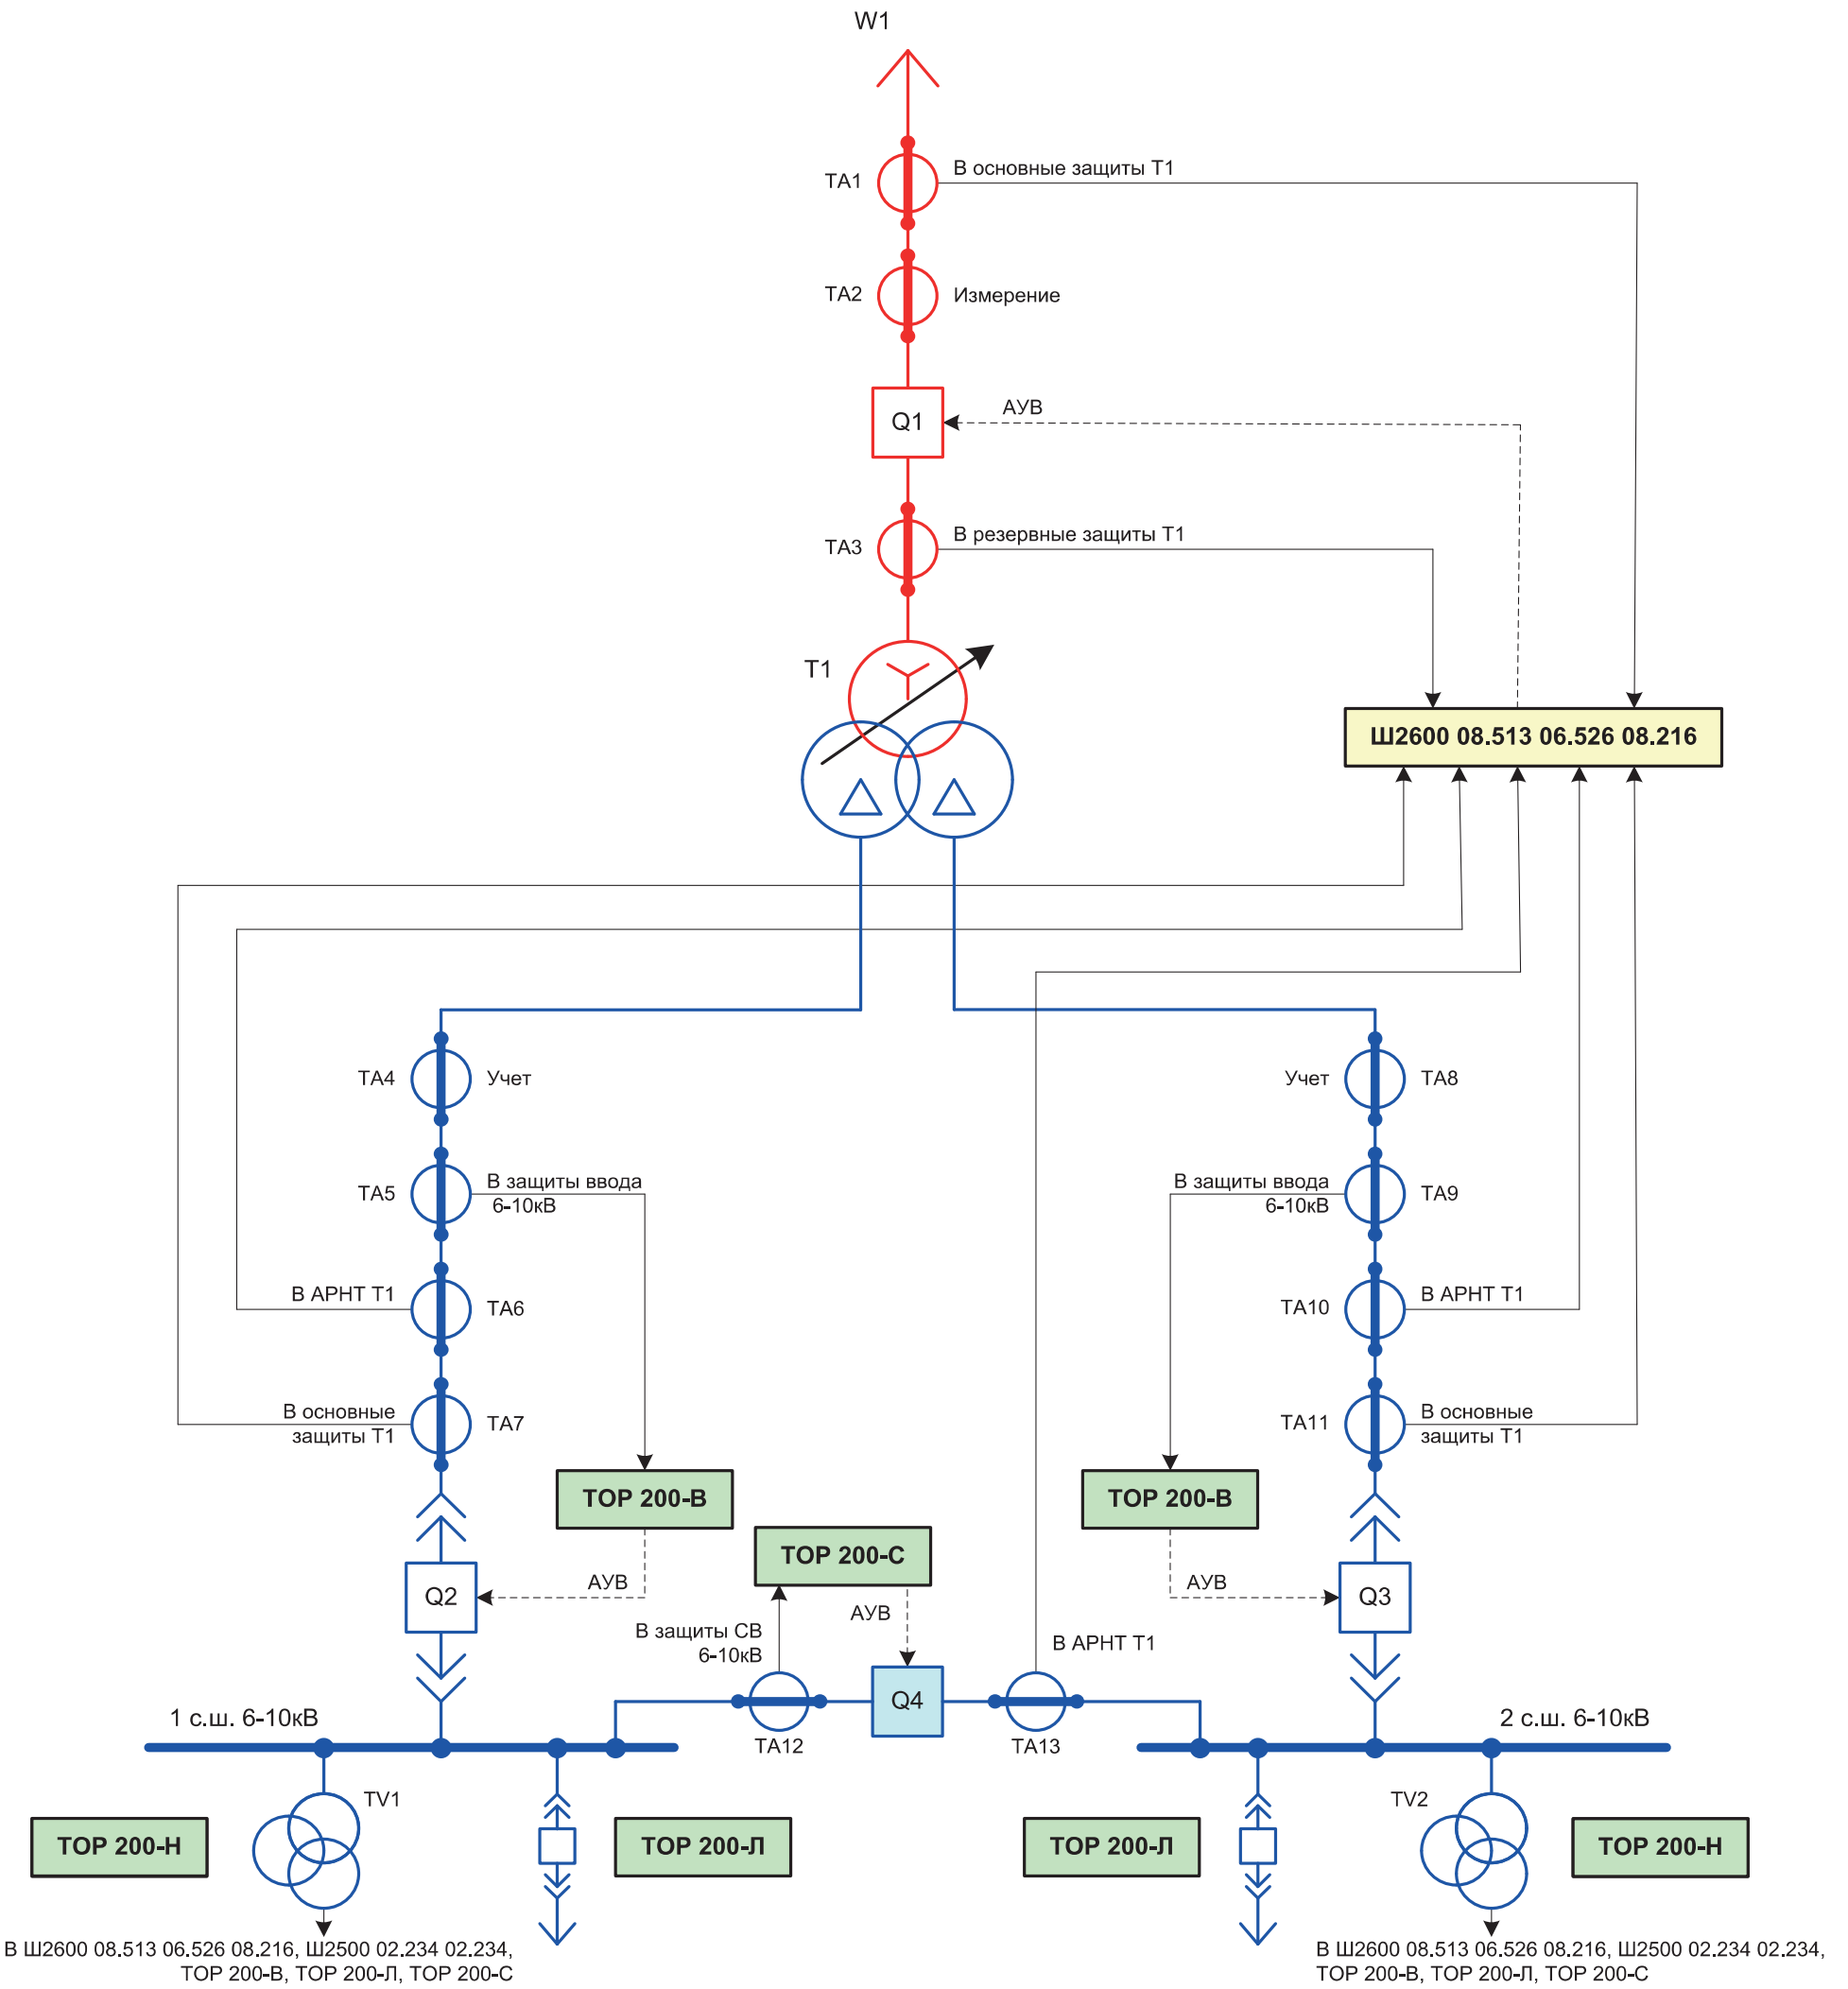 W1
TA1
В основные защиты Т1
TA2
Измерение
Q1
АУВ
TA3
В резервные защиты Т1
T1
Ш2600 08.513 06.526 08.216
TA4
Учет
Учет
TA8
TA5
В защиты ввода
6-10кВ
В защиты ввода
6-10кВ
TA9
В АРНТ Т1
TA6
TA10
В АРНТ Т1
В основные
защиты Т1
TA7
TA11
В основные
защиты Т1
ТОР 200-В
ТОР 200-В
ТОР 200-С
Q2
АУВ
АУВ
АУВ
Q3
В защиты СВ
6-10кВ
В АРНТ Т1
Q4
1 с.ш. 6-10кВ
2 с.ш. 6-10кВ
TA12
TA13
TV1
TV2
ТОР 200-Н
ТОР 200-Л
ТОР 200-Л
ТОР 200-Н
В Ш2600 08.513 06.526 08.216, Ш2500 02.234 02.234,
ТОР 200-В, ТОР 200-Л, ТОР 200-С
В Ш2600 08.513 06.526 08.216, Ш2500 02.234 02.234,
ТОР 200-В, ТОР 200-Л, ТОР 200-С